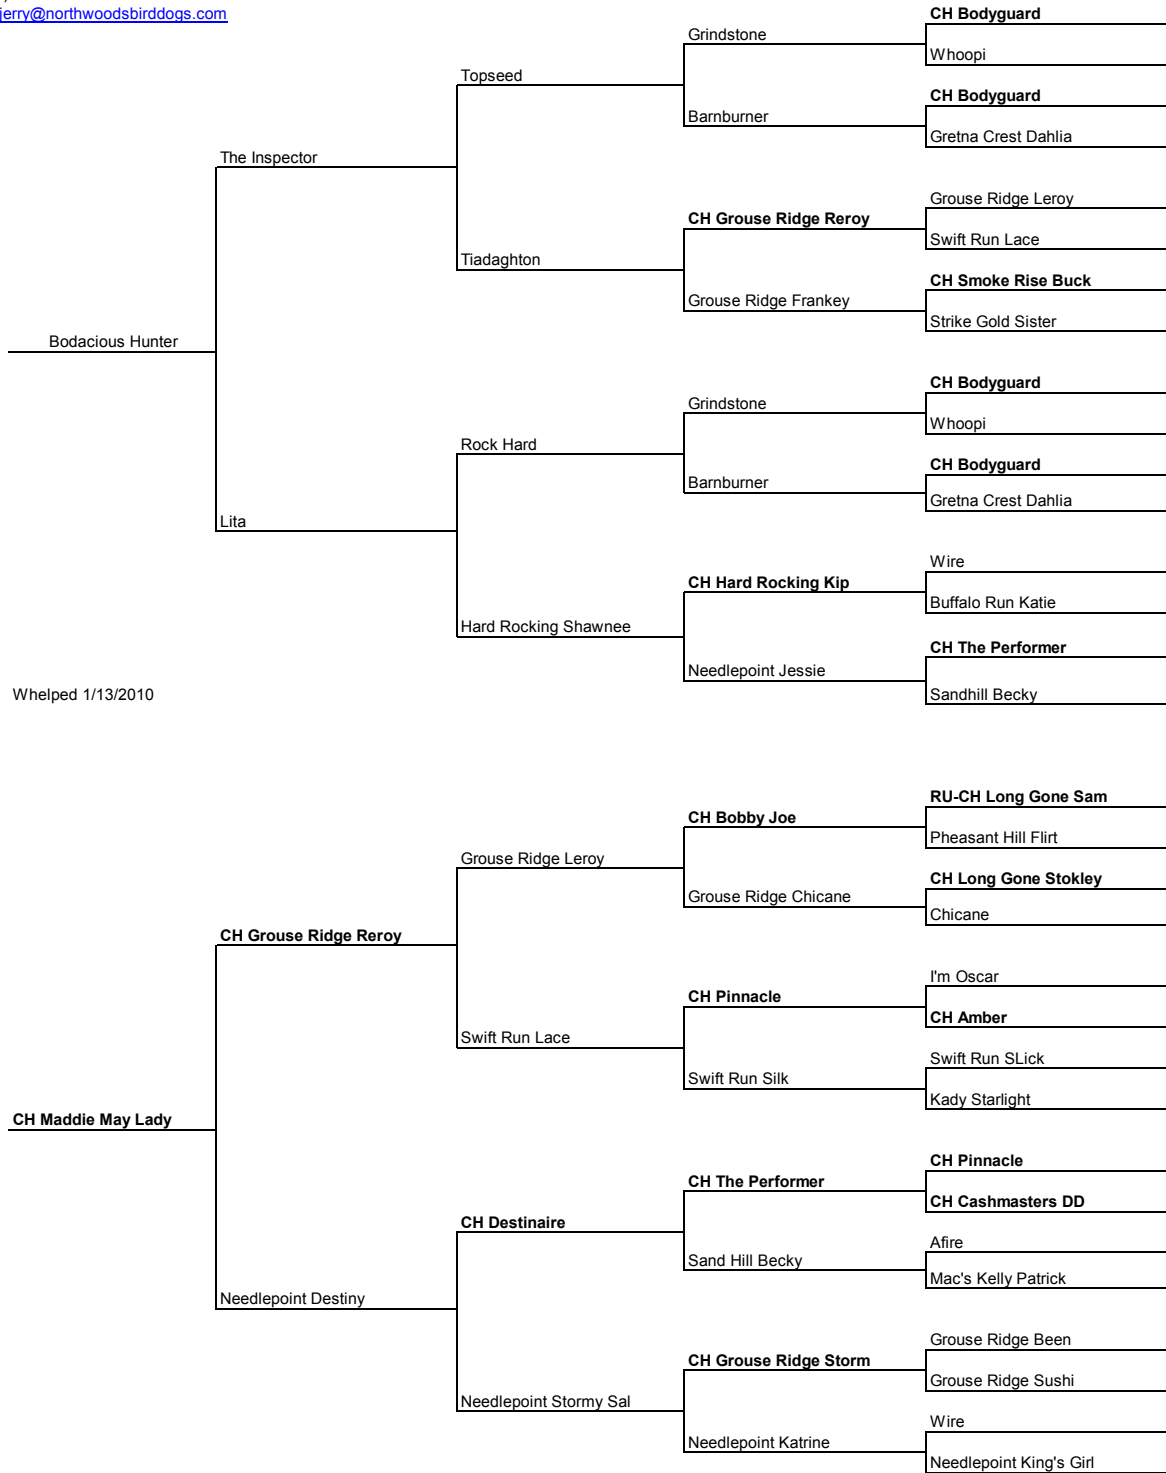 jerry@northwoodsbirddogs.com
CH Bodyguard
Grindstone
Whoopi
Topseed
CH Bodyguard
Barnburner
Gretna Crest Dahlia
The Inspector
Grouse Ridge Leroy
CH Grouse Ridge Reroy
Swift Run Lace
Tiadaghton
CH Smoke Rise Buck
Grouse Ridge Frankey
Strike Gold Sister
Bodacious Hunter
CH Bodyguard
Grindstone
Whoopi
Rock Hard
CH Bodyguard
Barnburner
Gretna Crest Dahlia
Lita
Wire
CH Hard Rocking Kip
Buffalo Run Katie
Hard Rocking Shawnee
CH The Performer
Needlepoint Jessie
Sandhill Becky
Whelped 1/13/2010
RU-CH Long Gone Sam
CH Bobby Joe
Pheasant Hill Flirt
Grouse Ridge Leroy
CH Long Gone Stokley
Grouse Ridge Chicane
Chicane
CH Grouse Ridge Reroy
I'm Oscar
CH Pinnacle
CH Amber
Swift Run Lace
Swift Run SLick
Swift Run Silk
Kady Starlight
CH Maddie May Lady
CH Pinnacle
CH The Performer
CH Cashmasters DD
CH Destinaire
Afire
Sand Hill Becky
Mac's Kelly Patrick
Needlepoint Destiny
Grouse Ridge Been
CH Grouse Ridge Storm
Grouse Ridge Sushi
Needlepoint Stormy Sal
Wire
Needlepoint Katrine
Needlepoint King's Girl